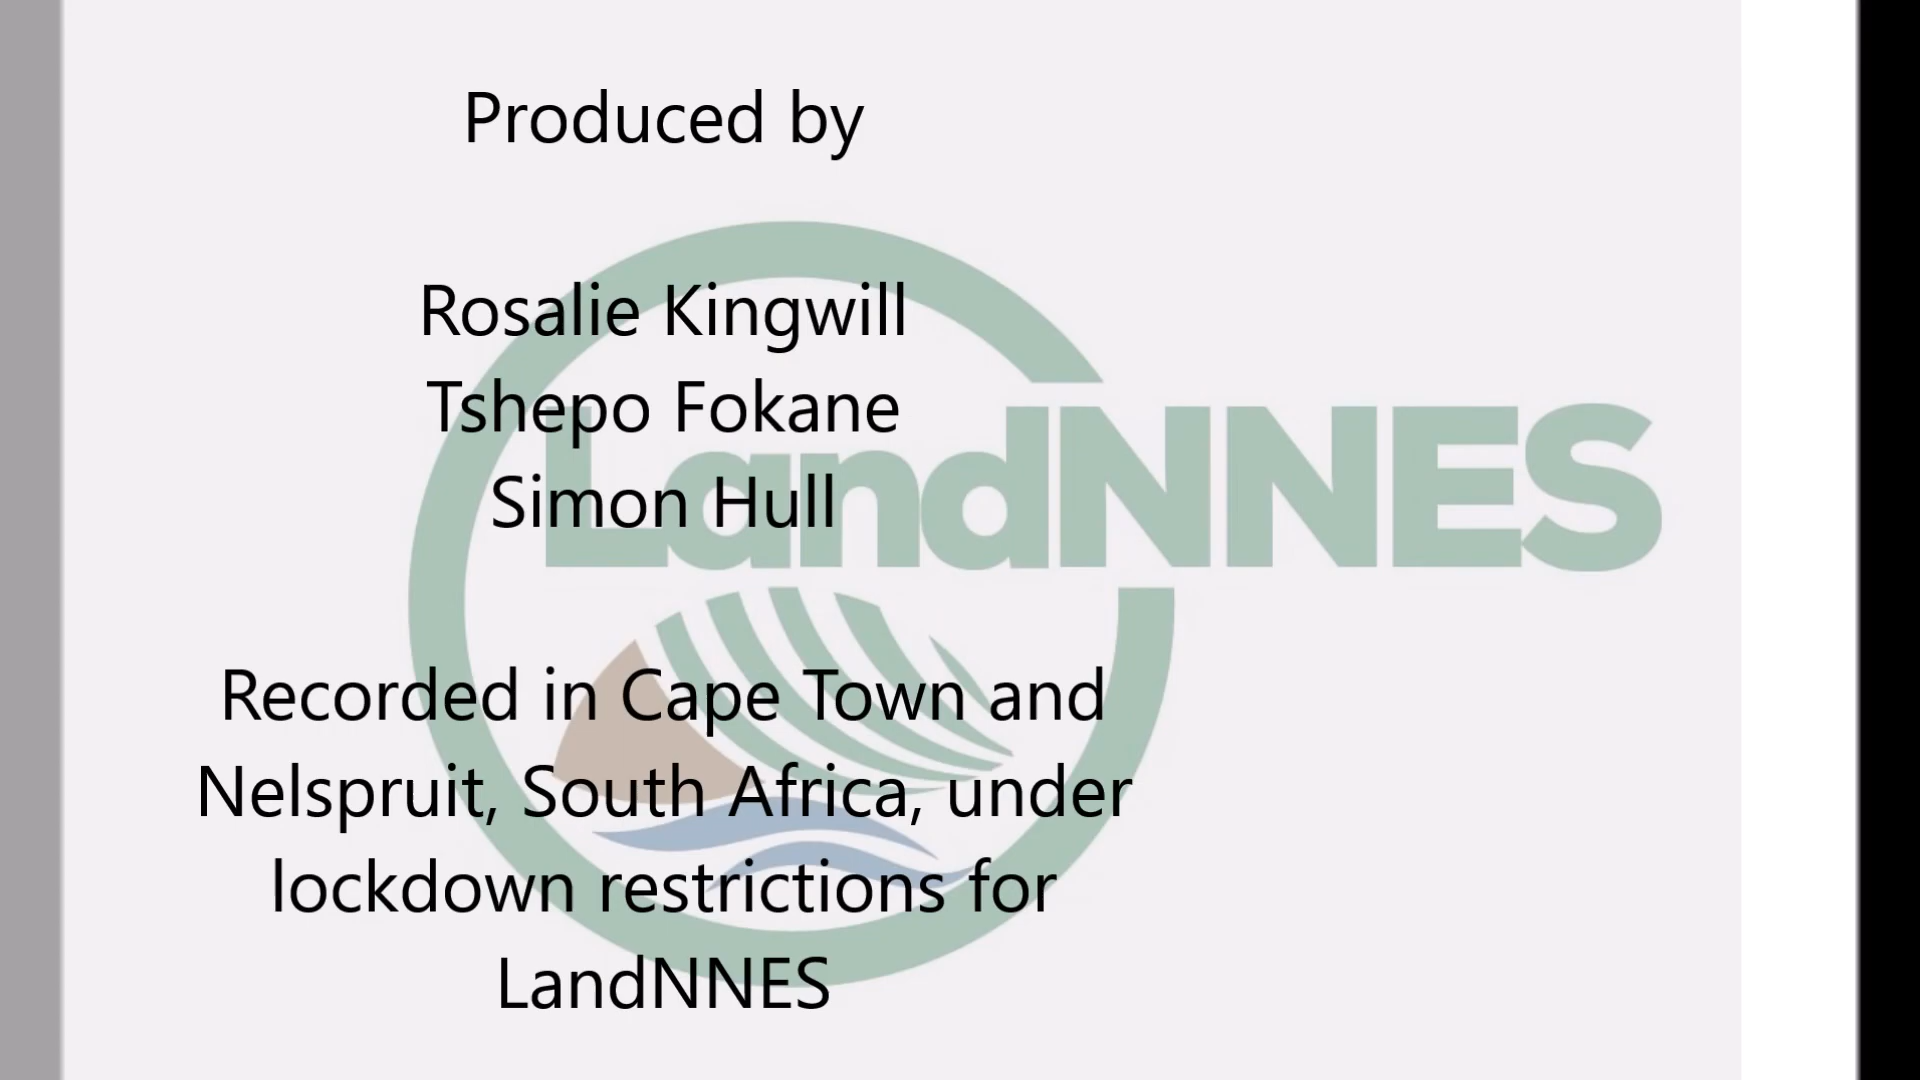 Produced by
Rosalie Kingwill
Tshepo Fokane
Simon Hull
LandNNES
Recorded in Cape Town and
Nelspruit, South Africa, under
lockdown restrictions for
LandNNES